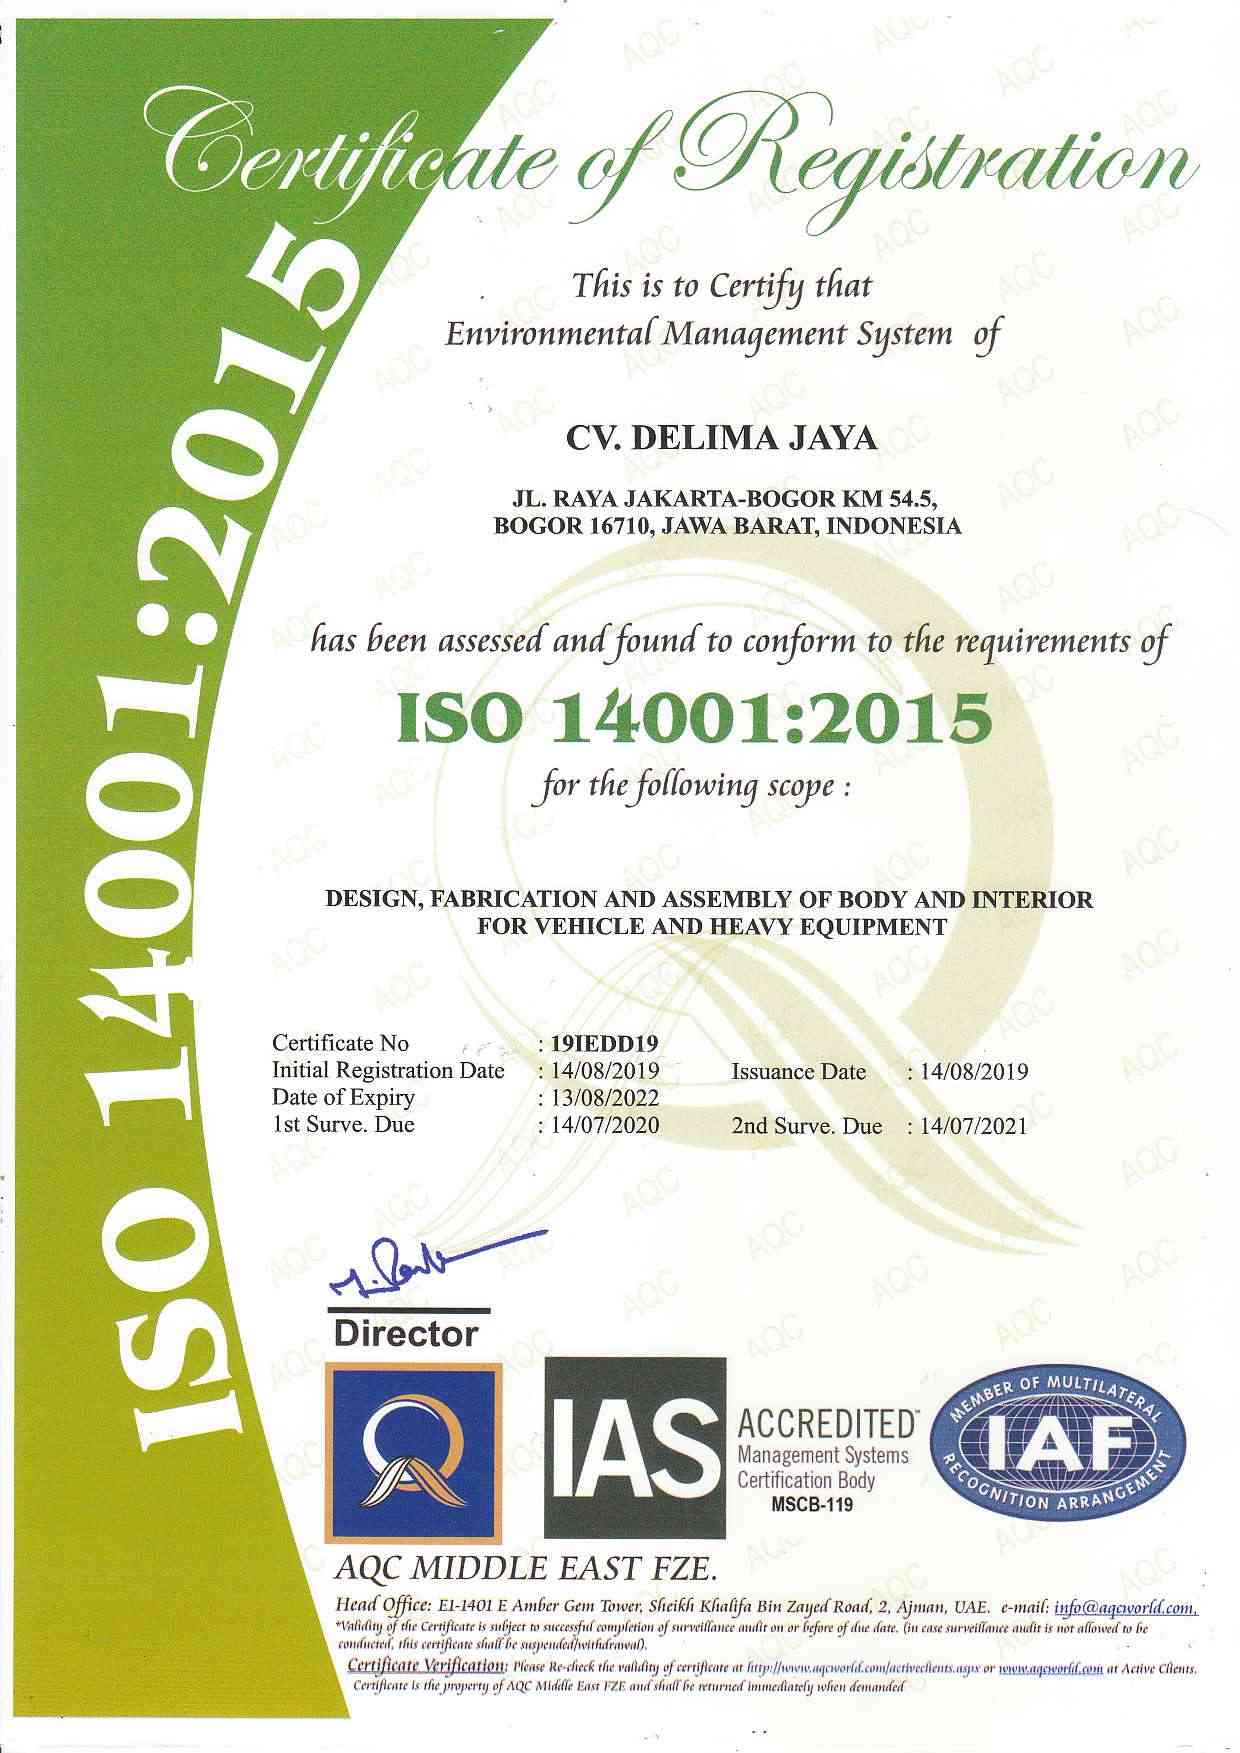 Certificate of Registration
ISO 14001:2015
This is to Certify that
Environmental Management System of
CV. DELIMA JAYA
JL. RAYA JAKARTA-BOGOR KM 54.5,
BOGOR 16710, JAWA BARAT, INDONESIA
has been assessed and found to conform to the requirements of
ISO 14001:2015
for the following scope :
DESIGN, FABRICATION AND ASSEMBLY OF BODY AND INTERIOR
FOR VEHICLE AND HEAVY EQUIPMENT
Certificate No : 19IEDD19
Initial Registration Date : 14/08/2019 Issuance Date : 14/08/2019
Date of Expiry : 13/08/2022
1st Surve. Due : 14/07/2020 2nd Surve. Due : 14/07/2021
Director
IAS ACCREDITED™
Management Systems
Certification Body
MSCB-119
MEMBER OF MULTILATERAL
IAF
RECOGNITION ARRANGEMENT
AQC MIDDLE EAST FZE.
Head Office: E1-1401 E Amber Gem Tower, Sheikh Khalifa Bin Zayed Road, 2, Ajman, UAE. e-mail: info@aqcworld.com,
*Validity of the Certificate is subject to successful completion of surveillance audit on or before of due date. (in case surveillance audit is not allowed to be
conducted, this certificate shall be suspended/withdrawal).
Certificate Verification: Please Re-check the validity of certificate at http://www.aqcworld.com/activeclients.aspx or www.aqcworld.com at Active Clients.
Certificate is the property of AQC Middle East FZE and shall be returned immediately when demanded